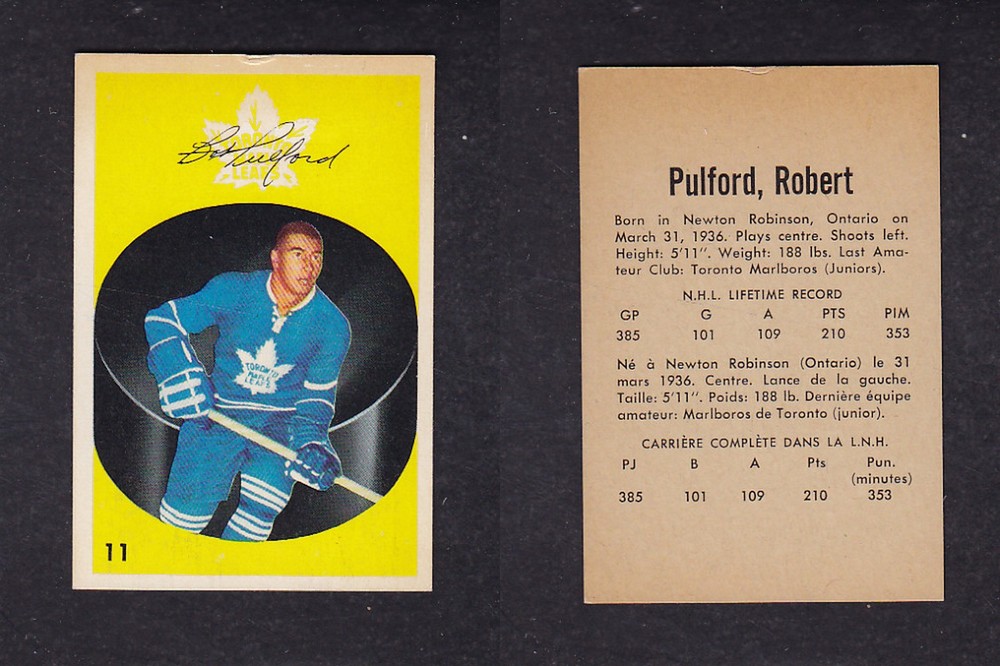 TORONTO
LEAFS
Bob Pulford
TORONTO
MAPLE
LEAFS
11
Pulford, Robert
Born in Newton Robinson, Ontario on
March 31, 1936. Plays centre. Shoots left.
Height: 5'11". Weight: 188 lbs. Last Ama-
teur Club: Toronto Marlboros (Juniors).
N.H.L. LIFETIME RECORD
GP G A PTS PIM
385 101 109 210 353
Né à Newton Robinson (Ontario) le 31
mars 1936. Centre. Lance de la gauche.
Taille: 5'11". Poids: 188 lb. Dernière équipe
amateur: Marlboros de Toronto (junior).
CARRIÈRE COMPLÈTE DANS LA L.N.H.
PJ B A Pts Pun.
(minutes)
385 101 109 210 353